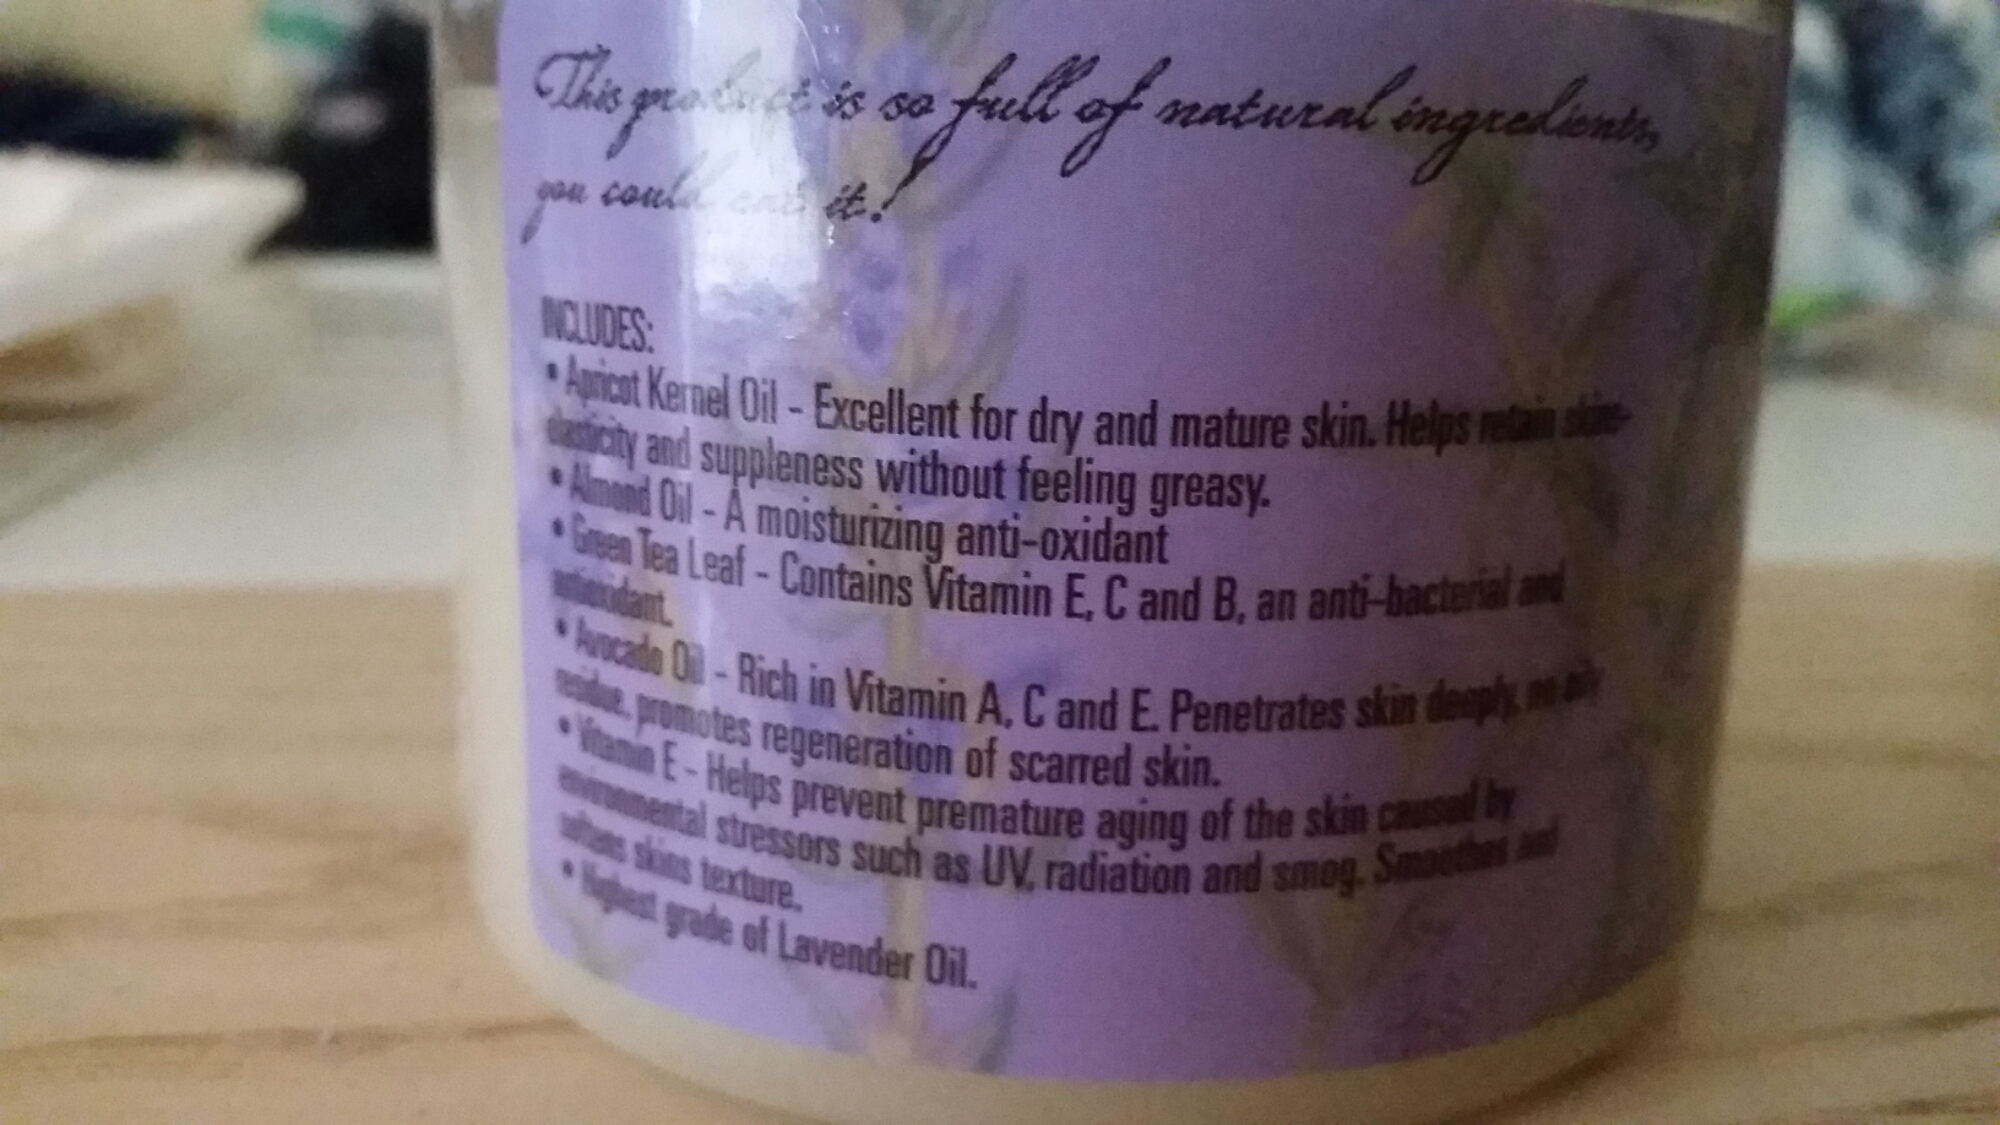 This product is so full of natural ingredients,
you could eat it!
INCLUDES:
• Apricot Kernel Oil - Excellent for dry and mature skin. Helps retain skins
elasticity and suppleness without feeling greasy.
• Almond Oil - A moisturizing anti-oxidant
• Green Tea Leaf - Contains Vitamin E, C and B, an anti-bacterial and
antioxidant.
• Avocado Oil - Rich in Vitamin A, C and E. Penetrates skin deeply, no oily
residue, promotes regeneration of scarred skin.
• Vitamin E - Helps prevent premature aging of the skin caused by
environmental stressors such as UV, radiation and smog. Smoothes and
softens skins texture.
• Highest grade of Lavender Oil.